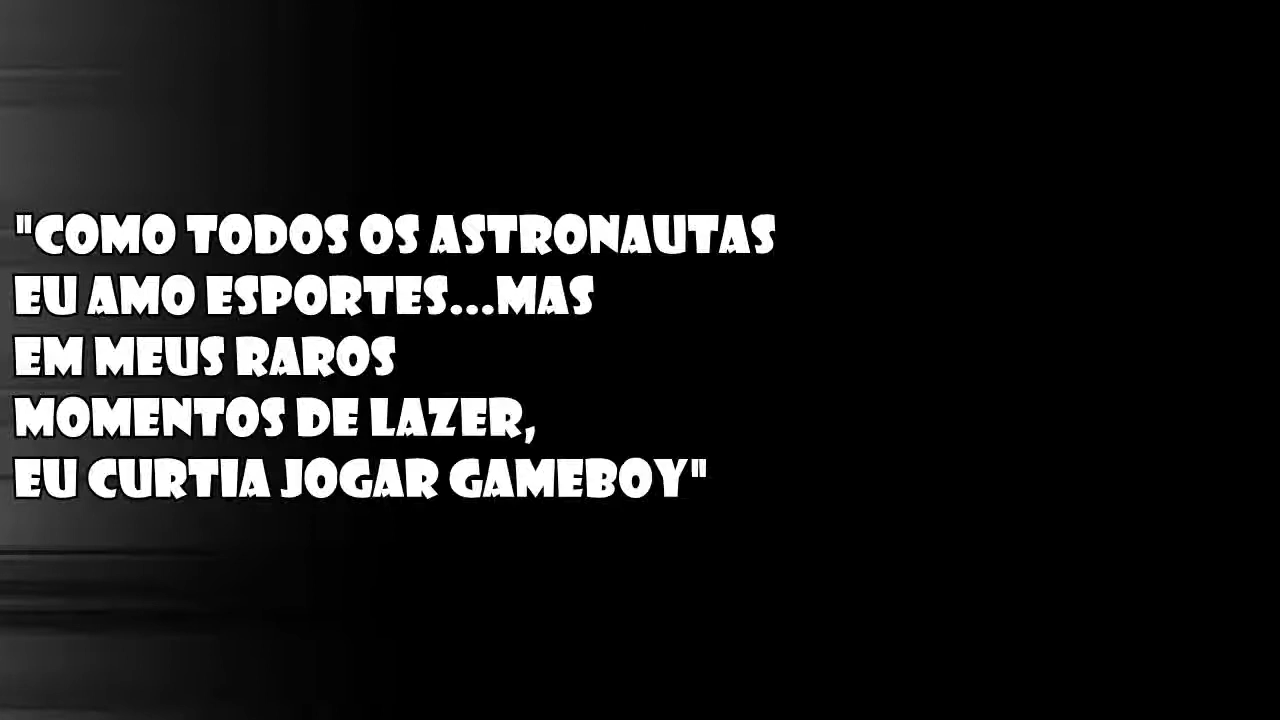 "COMO TODOS OS ASTRONAUTAS
EU AMO ESPORTES...MAS
EM MEUS RAROS
MOMENTOS DE LAZER,
EU CURTIA JOGAR GAMEBOY"